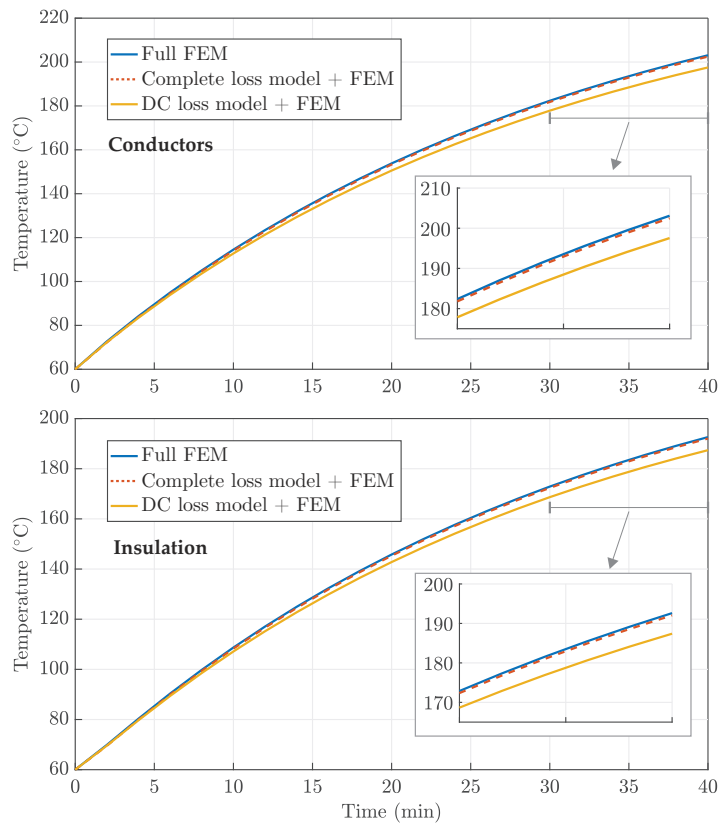 220
200
180
160
140
120
100
80
60
Temperature (°C)
Full FEM
Complete loss model + FEM
DC loss model + FEM
Conductors
210
200
190
180
0 5 10 15 20 25 30 35 40
200
180
160
140
120
100
80
60
Temperature (°C)
Full FEM
Complete loss model + FEM
DC loss model + FEM
Insulation
200
190
180
170
0 5 10 15 20 25 30 35 40
Time (min)